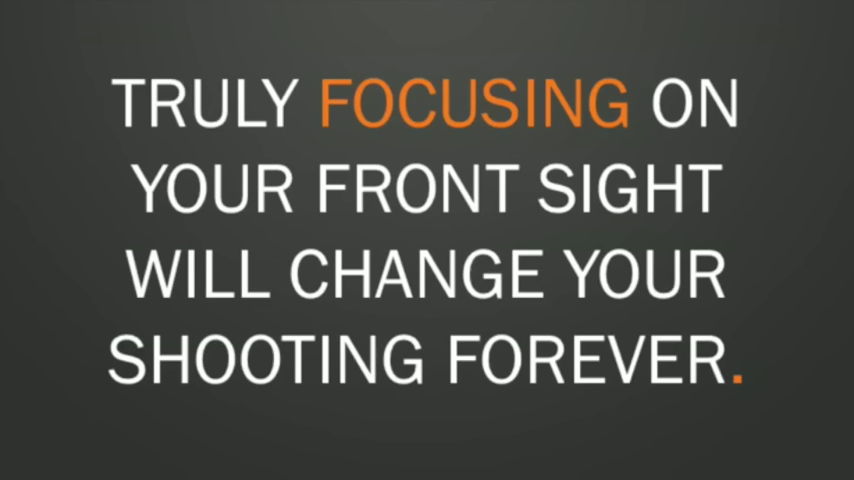 TRULY FOCUSING ON
YOUR FRONT SIGHT
WILL CHANGE YOUR
SHOOTING FOREVER.